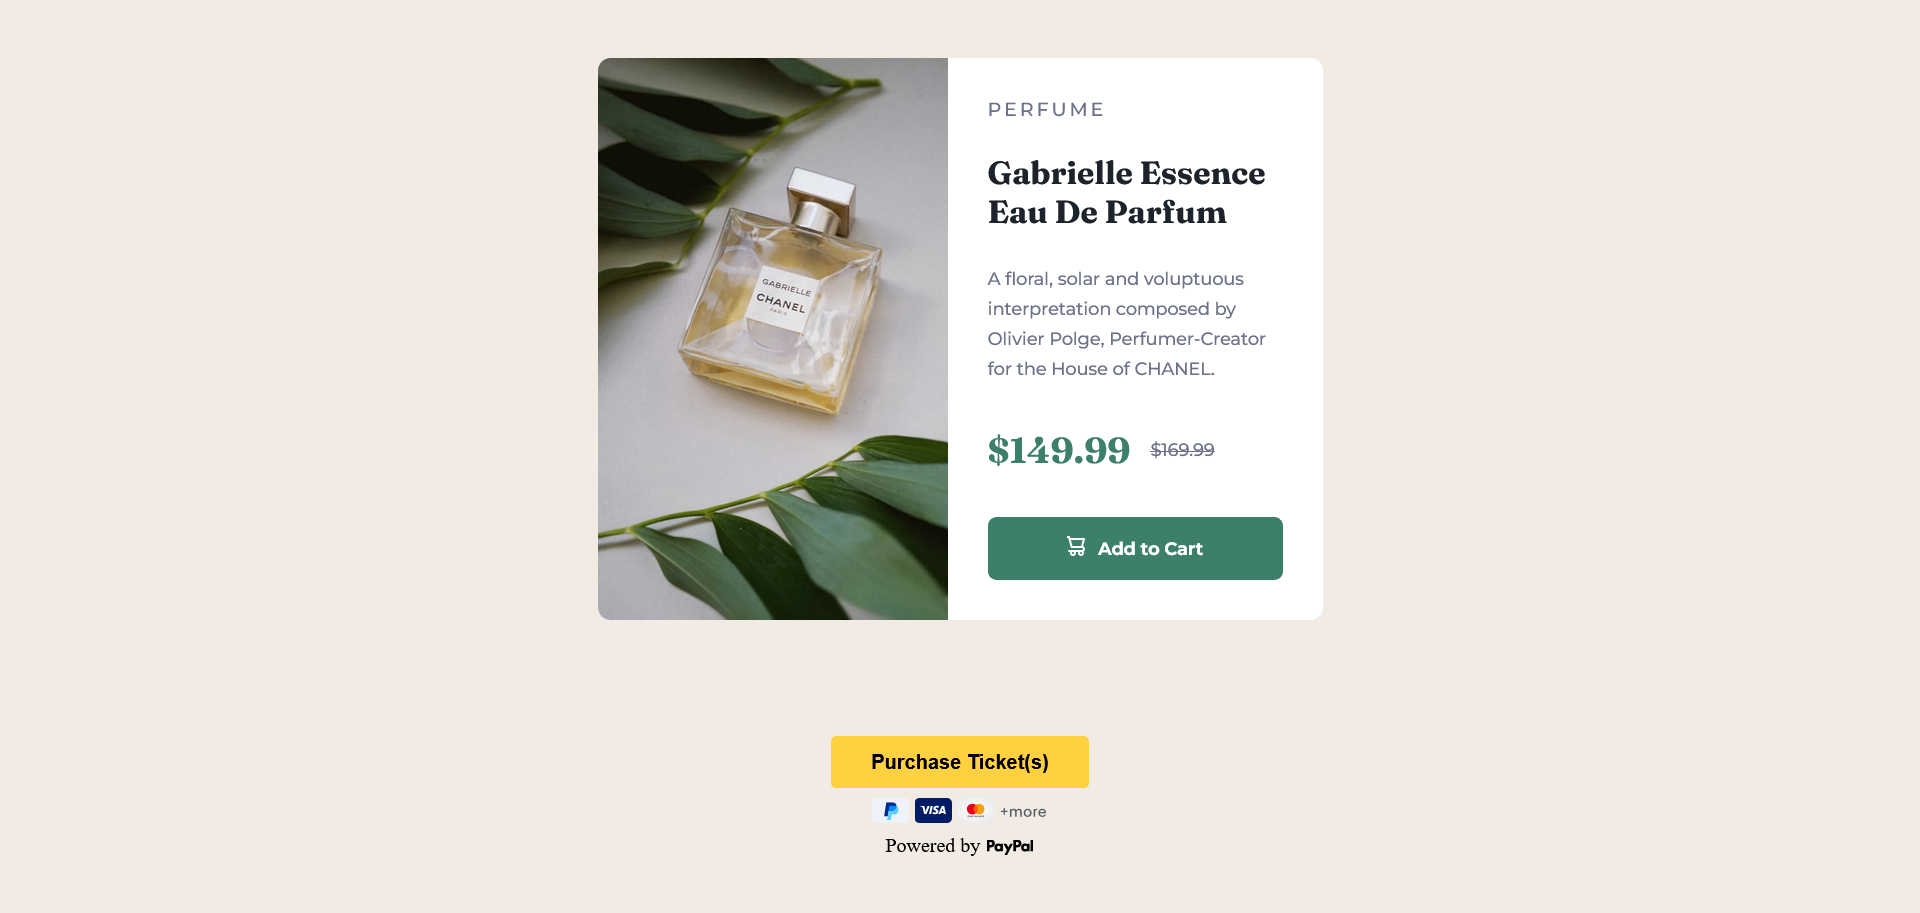 PERFUME
Gabrielle Essence
Eau De Parfum
GABRIELLE
CHANEL
PARIS
A floral, solar and voluptuous
interpretation composed by
Olivier Polge, Perfumer-Creator
for the House of CHANEL.
$149.99 $169.99
Add to Cart
Purchase Ticket(s)
VISA +more
Powered by PayPal